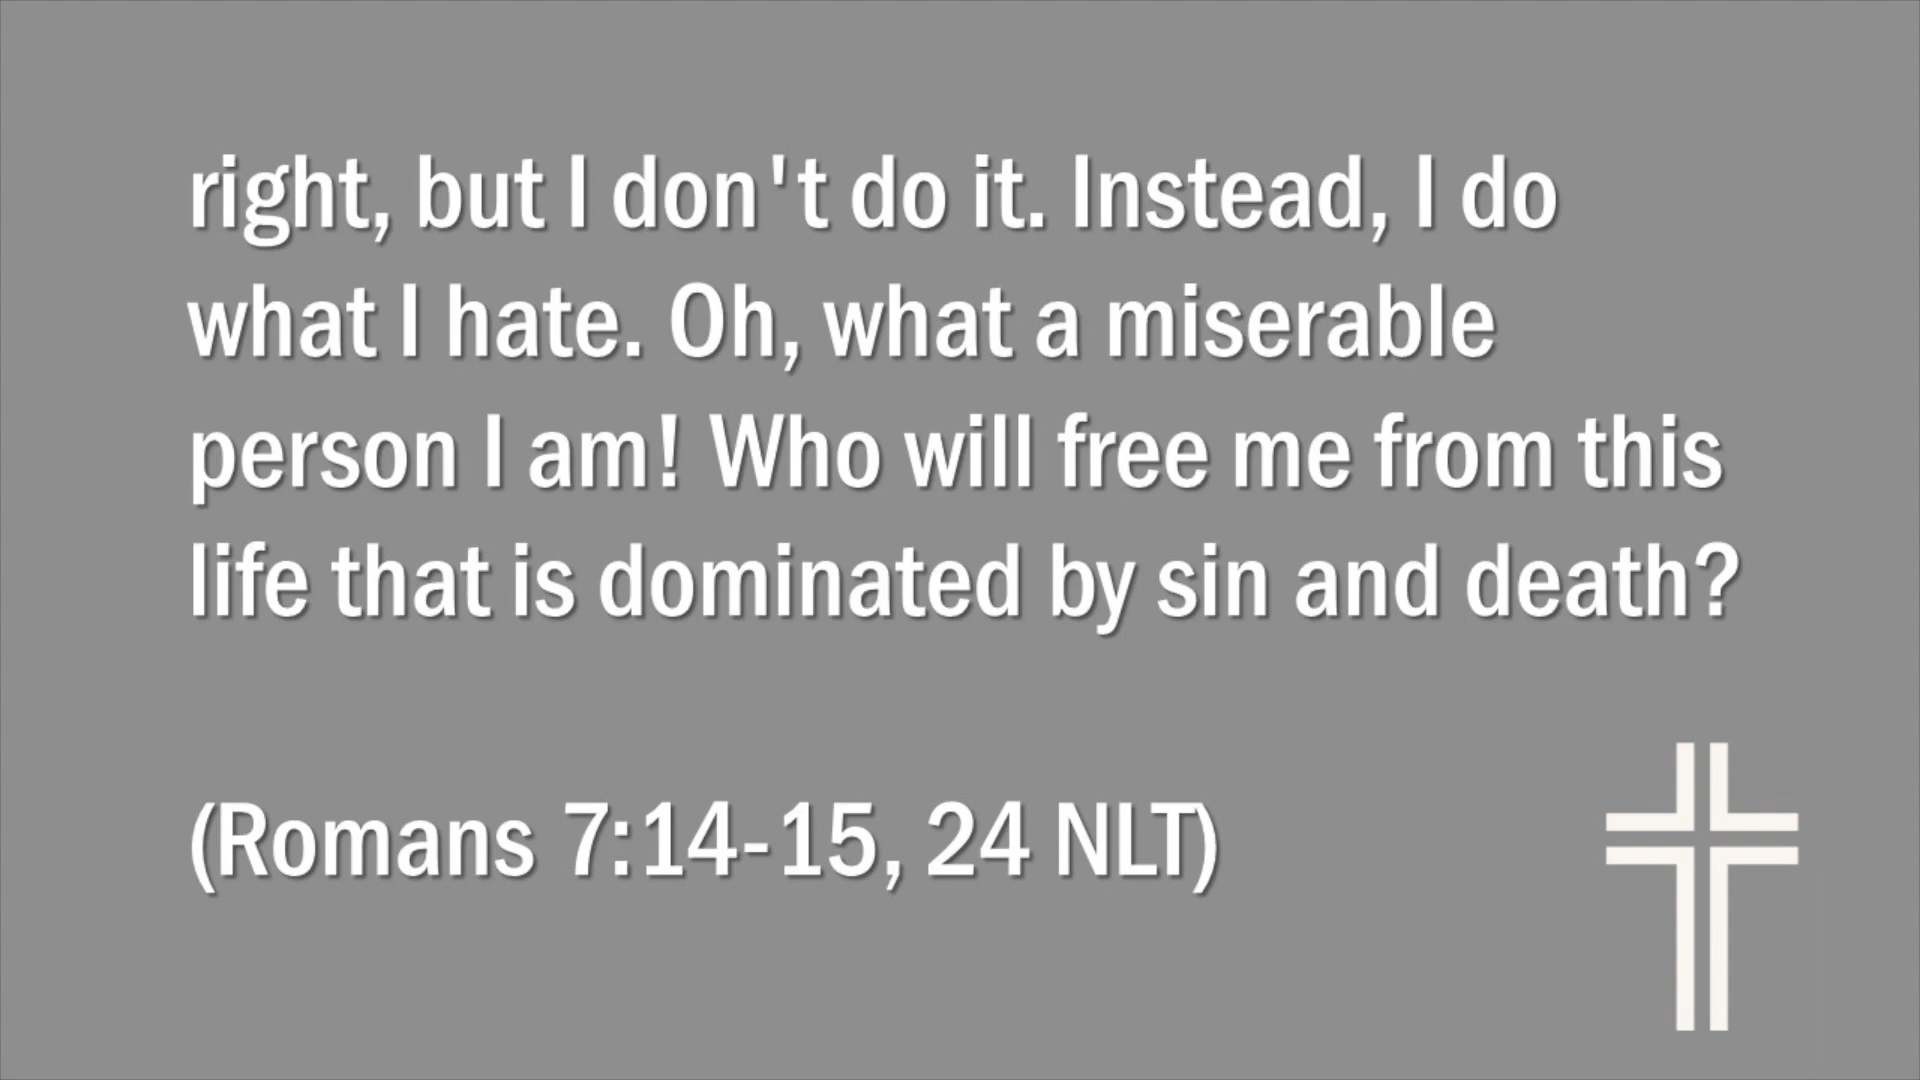 right, but I don't do it. Instead, I do
what I hate. Oh, what a miserable
person I am! Who will free me from this
life that is dominated by sin and death?
(Romans 7:14-15, 24 NLT)